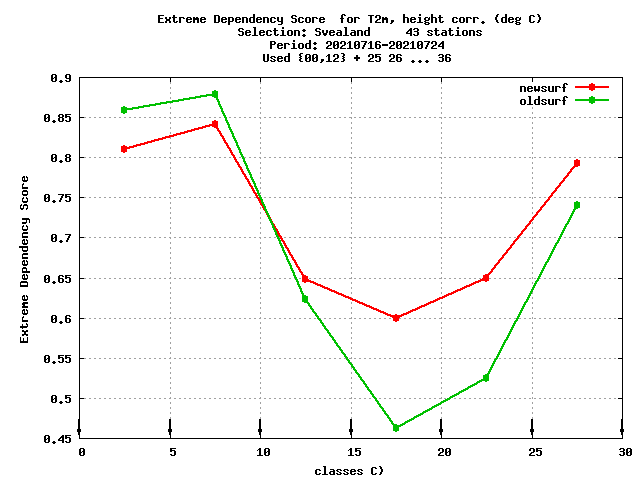 Extreme Dependency Score  for T2m, height corr. (deg C)
Selection: Svealand     43 stations
Period: 20210716-20210724
Used {00,12} + 25 26 ... 36
newsurf
oldsurf
Extreme Dependency Score
0.9
0.85
0.8
0.75
0.7
0.65
0.6
0.55
0.5
0.45
0 5 10 15 20 25 30
classes C)